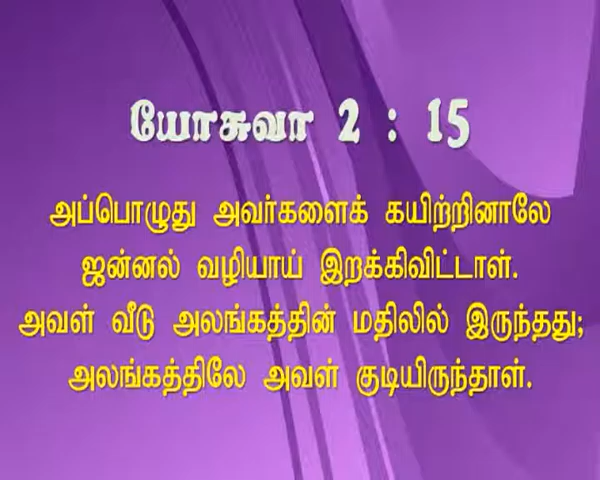 யோசுவா 2 : 15
அப்பொழுது அவர்களைக் கயிற்றினாலே
ஜன்னல் வழியாய் இறக்கிவிட்டாள்.
அவள் வீடு அலங்கத்தின் மதிலில் இருந்தது;
அலங்கத்திலே அவள் குடியிருந்தாள்.